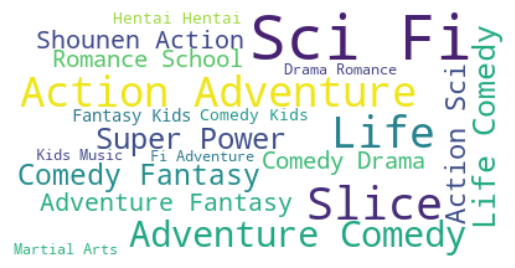 Hentai Hentai
Shounen Action
Sci Fi
Romance School
Drama Romance
Action Adventure
Fantasy Kids
Comedy Kids
Super Power
Life
Kids Music
Fi Adventure
Comedy Drama
Comedy Fantasy
Adventure Fantasy
Slice
Action Sci
Life Comedy
Adventure Comedy
Martial Arts